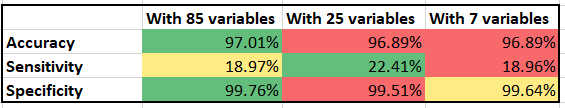 With 85 variables With 25 variables With 7 variables
Accuracy 97.01% 96.89% 96.89%
Sensitivity 18.97% 22.41% 18.96%
Specificity 99.76% 99.51% 99.64%